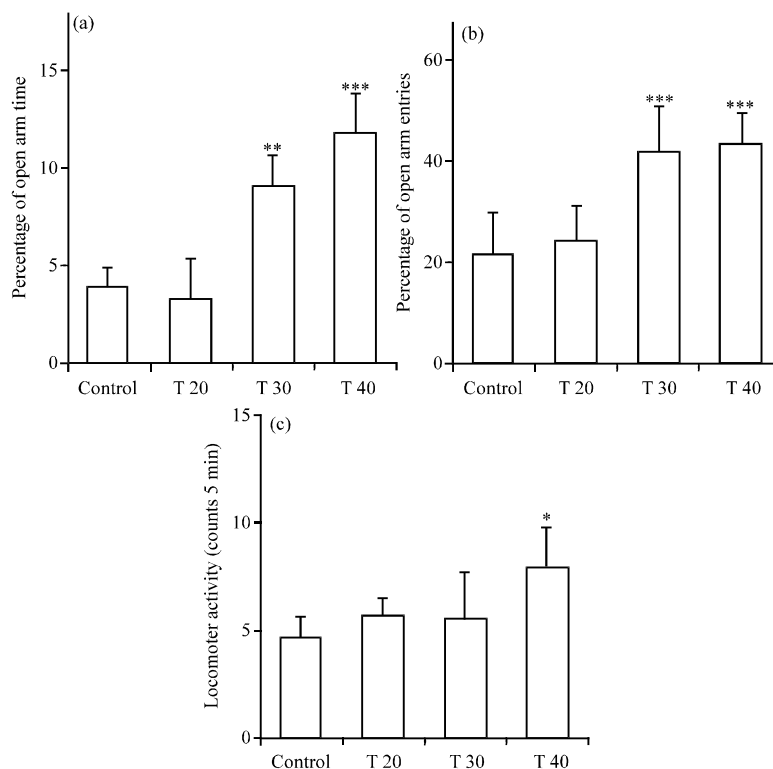 (a)
Percentage of open arm time
15
10
5
0
**
***
Control T 20 T 30 T 40
(b)
Percentage of open arm entries
60
40
20
0
***
***
Control T 20 T 30 T 40
(c)
Locomoter activity (counts 5 min)
15
10
5
0
*
Control T 20 T 30 T 40